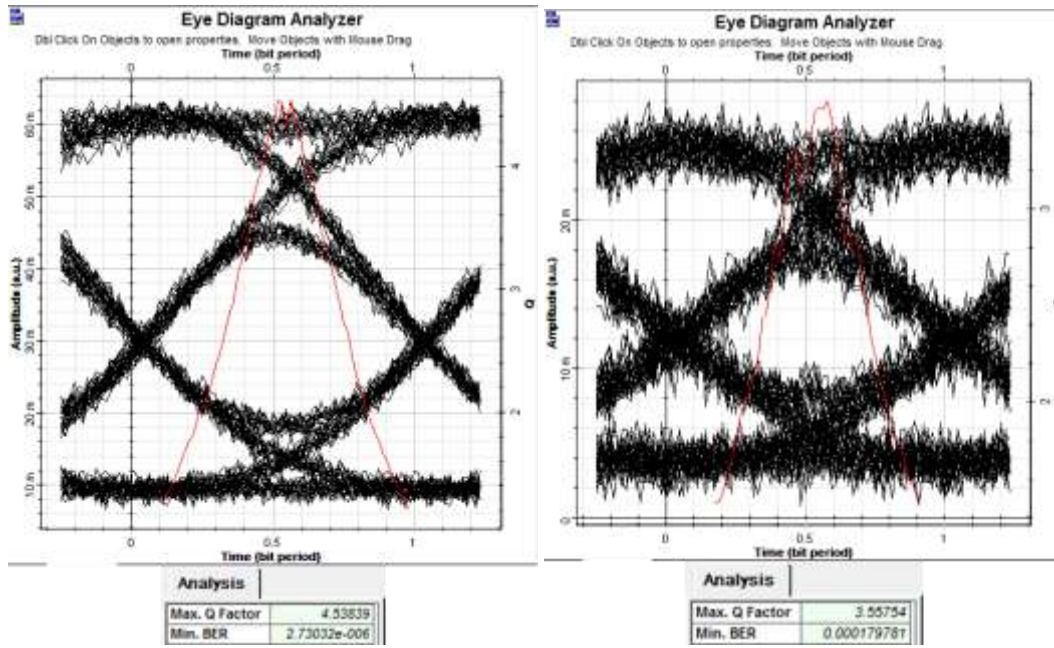 Eye Diagram Analyzer
Dbl Click On Objects to open properties. Move Objects with Mouse Drag
Time (bit period)
0 0.5 1
Amplitude (a.u.)
60 m
50 m
40 m
30 m
20 m
10 m
4
3
2
Q
0 0.5 1
Time (bit period)
Analysis
Max. Q Factor 4.53839
Min. BER 2.73032e-006
Eye Diagram Analyzer
Dbl Click On Objects to open properties. Move Objects with Mouse Drag
Time (bit period)
0 0.5 1
Amplitude (a.u.)
20 m
10 m
0
3
2
0 0.5 1
Time (bit period)
Analysis
Max. Q Factor 3.55754
Min. BER 0.000179781